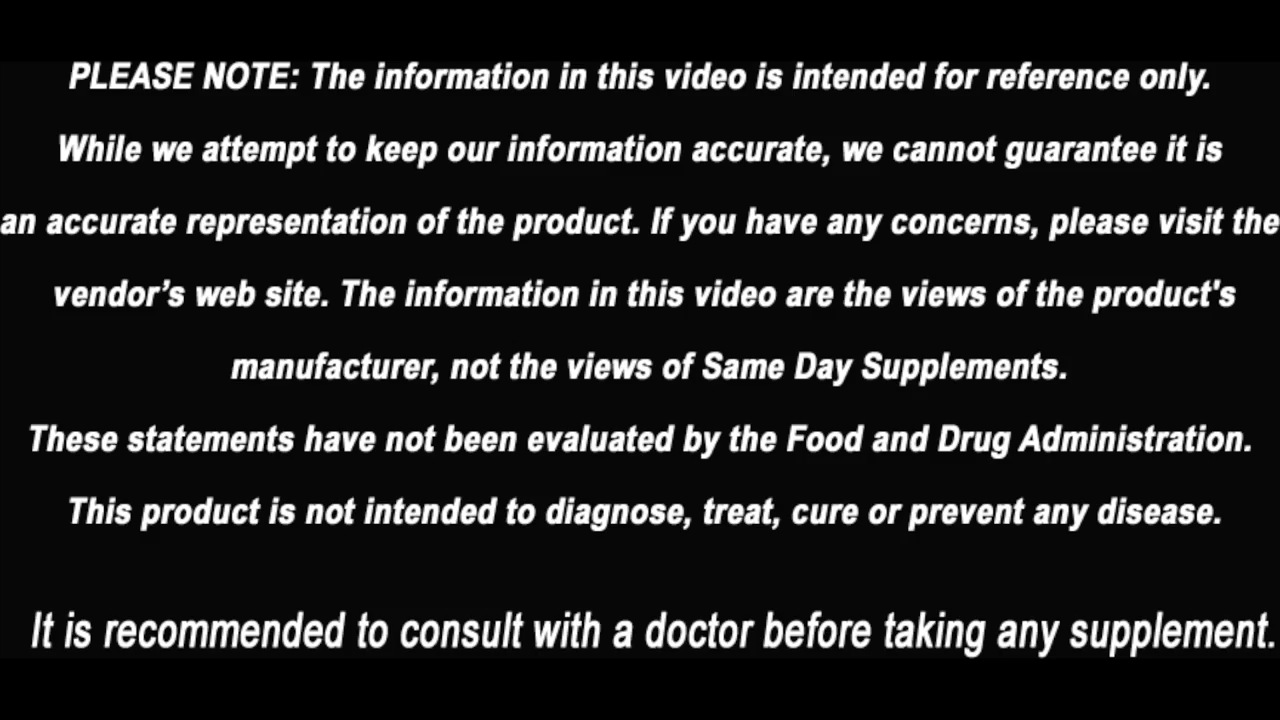 PLEASE NOTE: The information in this video is intended for reference only.
While we attempt to keep our information accurate, we cannot guarantee it is
an accurate representation of the product. If you have any concerns, please visit the
vendor’s web site. The information in this video are the views of the product's
manufacturer, not the views of Same Day Supplements.
These statements have not been evaluated by the Food and Drug Administration.
This product is not intended to diagnose, treat, cure or prevent any disease.
It is recommended to consult with a doctor before taking any supplement.